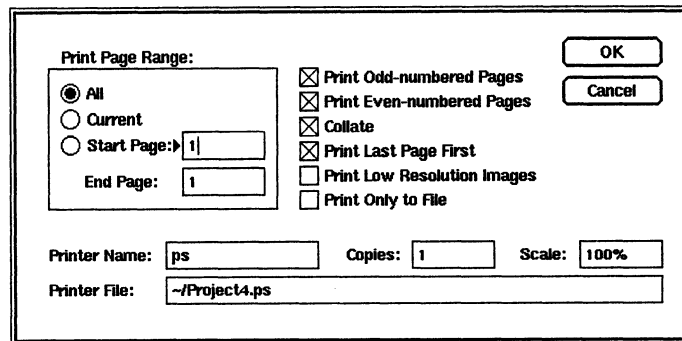 Print Page Range:
All
Current
Start Page: 1
End Page: 1
Print Odd-numbered Pages
Print Even-numbered Pages
Collate
Print Last Page First
Print Low Resolution Images
Print Only to File
OK
Cancel
Printer Name: ps Copies: 1 Scale: 100%
Printer File: ~/Project4.ps